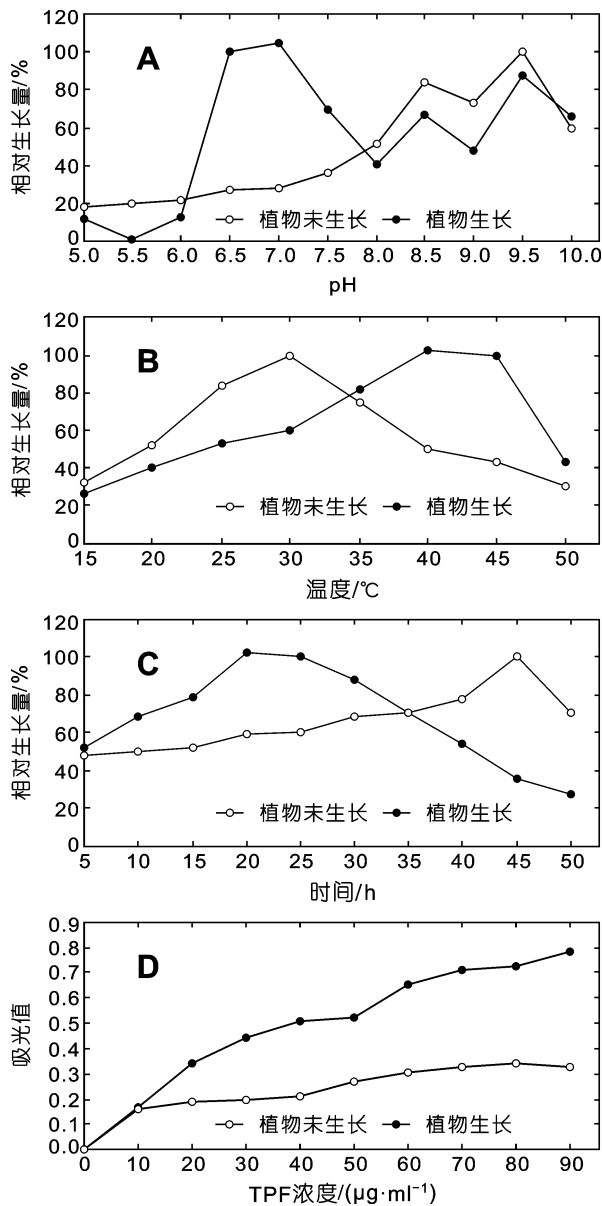 120
100
80
60
40
20
0
相对生长量/%
A
植物未生长 植物生长
5.0 5.5 6.0 6.5 7.0 7.5 8.0 8.5 9.0 9.5 10.0
pH
120
100
80
60
40
20
0
相对生长量/%
B
植物未生长 植物生长
15 20 25 30 35 40 45 50
温度/℃
120
100
80
60
40
20
0
相对生长量/%
C
植物未生长 植物生长
5 10 15 20 25 30 35 40 45 50
时间/h
0.9
0.8
0.7
0.6
0.5
0.4
0.3
0.2
0.1
0.0
吸光值
D
植物未生长 植物生长
0 10 20 30 40 50 60 70 80 90
TPF浓度/(μg·ml⁻¹)